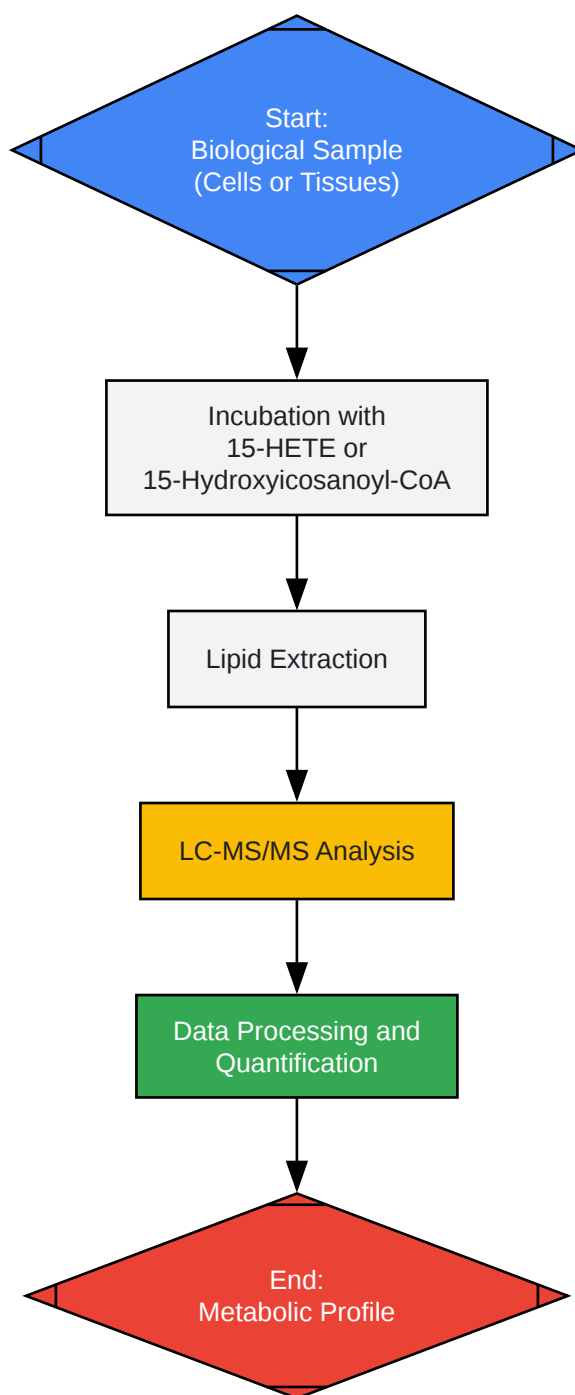 Start:
Biological Sample
(Cells or Tissues)
Incubation with
15-HETE or
15-Hydroxyicosanoyl-CoA
Lipid Extraction
LC-MS/MS Analysis
Data Processing and
Quantification
End:
Metabolic Profile